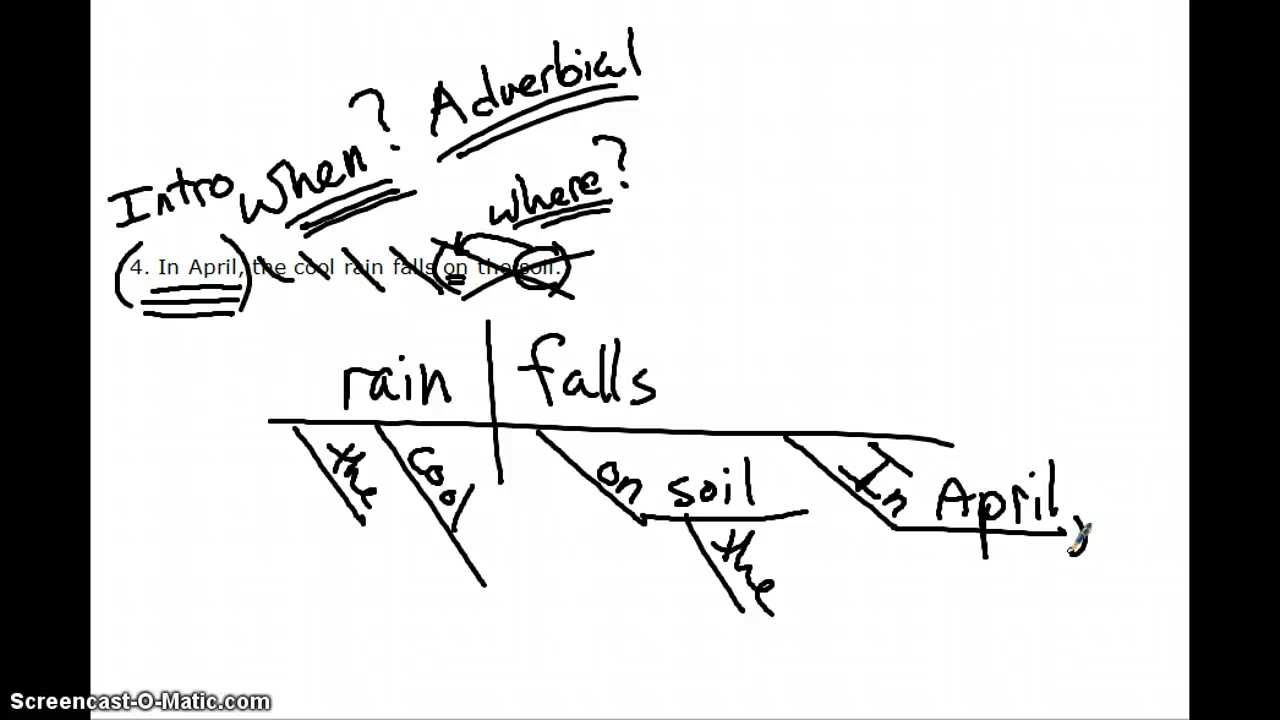 Adverbial
Intro When?
where?
4. In April, the cool rain falls on the soil.
rain falls
the cool on soil In April,
the
Screencast-O-Matic.com